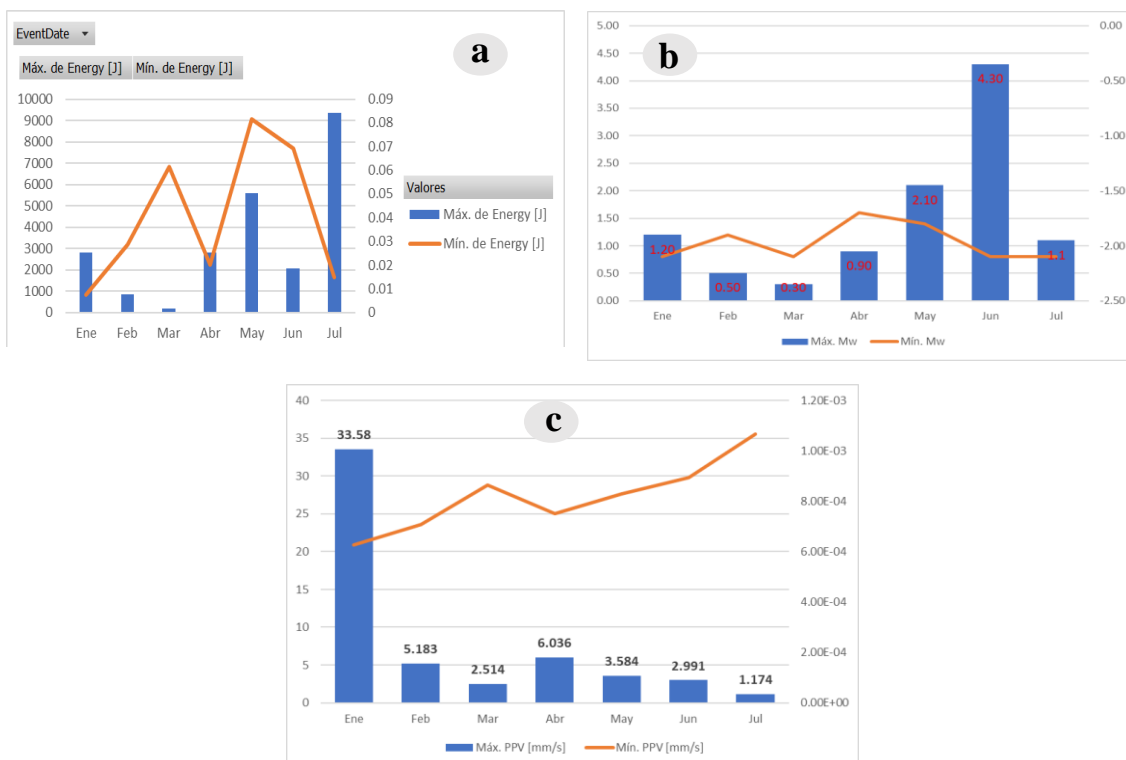 EventDate
a
Máx. de Energy [J] Mín. de Energy [J]
10000
9000
8000
7000
6000
5000
4000
3000
2000
1000
0
0.09
0.08
0.07
0.06
0.05
0.04
0.03
0.02
0.01
0
Ene Feb Mar Abr May Jun Jul
Valores
Máx. de Energy [J]
Mín. de Energy [J]
b
5.00
4.50
4.00
3.50
3.00
2.50
2.00
1.50
1.00
0.50
0.00
1.20 0.50 0.30 0.90 2.10 4.30 1.1
0.00
-0.50
-1.00
-1.50
-2.00
-2.50
Ene Feb Mar Abr May Jun Jul
Máx. Mw Mín. Mw
c
40
35
30
25
20
15
10
5
0
33.58 5.183 2.514 6.036 3.584 2.991 1.174
1.20E-03
1.00E-03
8.00E-04
6.00E-04
4.00E-04
2.00E-04
0.00E+00
Ene Feb Mar Abr May Jun Jul
Máx. PPV [mm/s] Mín. PPV [mm/s]